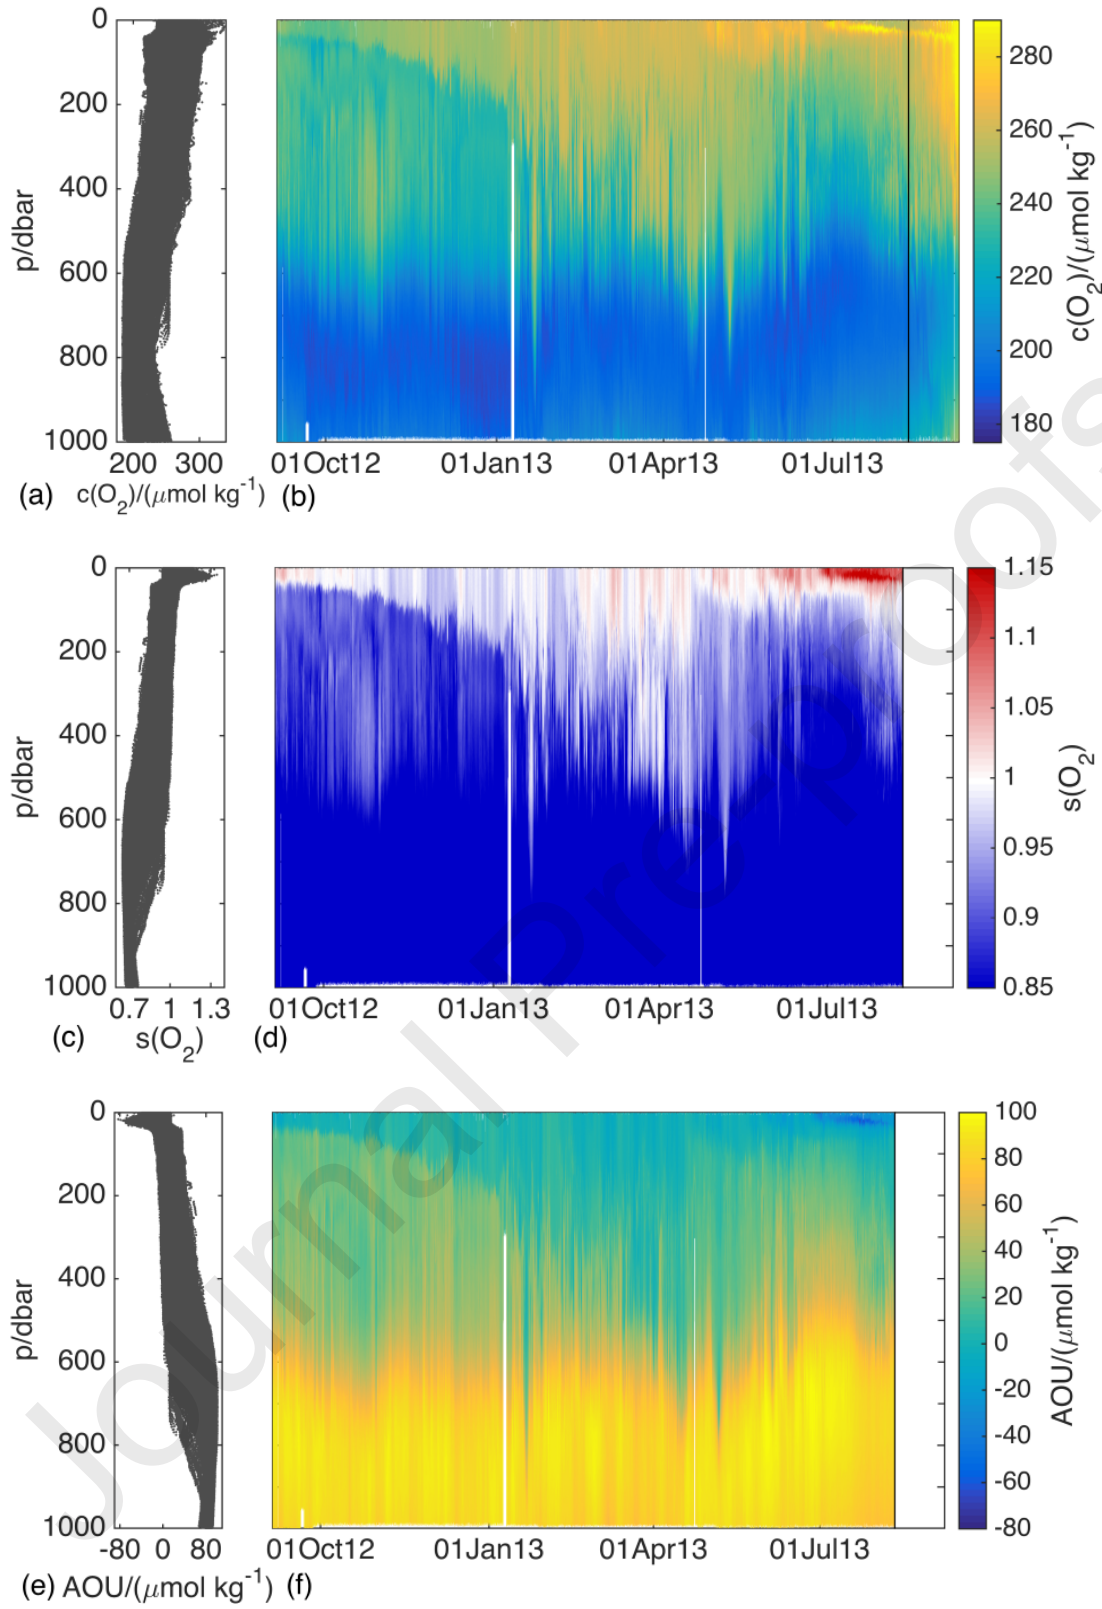 0
200
400
600
800
1000
p/dbar
200 300
c(O2)/(μmol kg-1)
(a)
01Oct12 01Jan13 01Apr13 01Jul13
(b)
280
260
240
220
200
180
c(O2)/(μmol kg-1)
0
200
400
600
800
1000
p/dbar
0.7 1 1.3
s(O2)
(c)
01Oct12 01Jan13 01Apr13 01Jul13
(d)
1.15
1.1
1.05
1
0.95
0.9
0.85
s(O2)
0
200
400
600
800
1000
p/dbar
-80 0 80
(e) AOU/(μmol kg-1)
01Oct12 01Jan13 01Apr13 01Jul13
(f)
100
80
60
40
20
0
-20
-40
-60
-80
AOU/(μmol kg-1)
Journal Pre-proofs